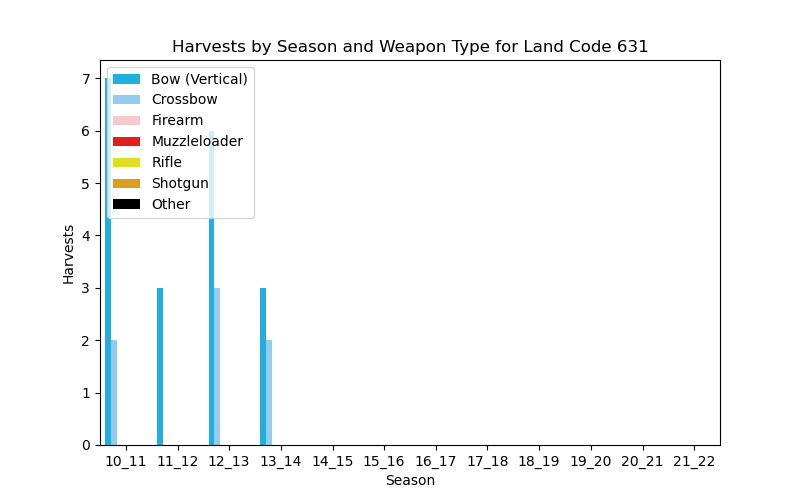 Harvests by Season and Weapon Type for Land Code 631
7
6
5
4
3
2
1
0
Harvests
Bow (Vertical)
Crossbow
Firearm
Muzzleloader
Rifle
Shotgun
Other
10_11 11_12 12_13 13_14 14_15 15_16 16_17 17_18 18_19 19_20 20_21 21_22
Season